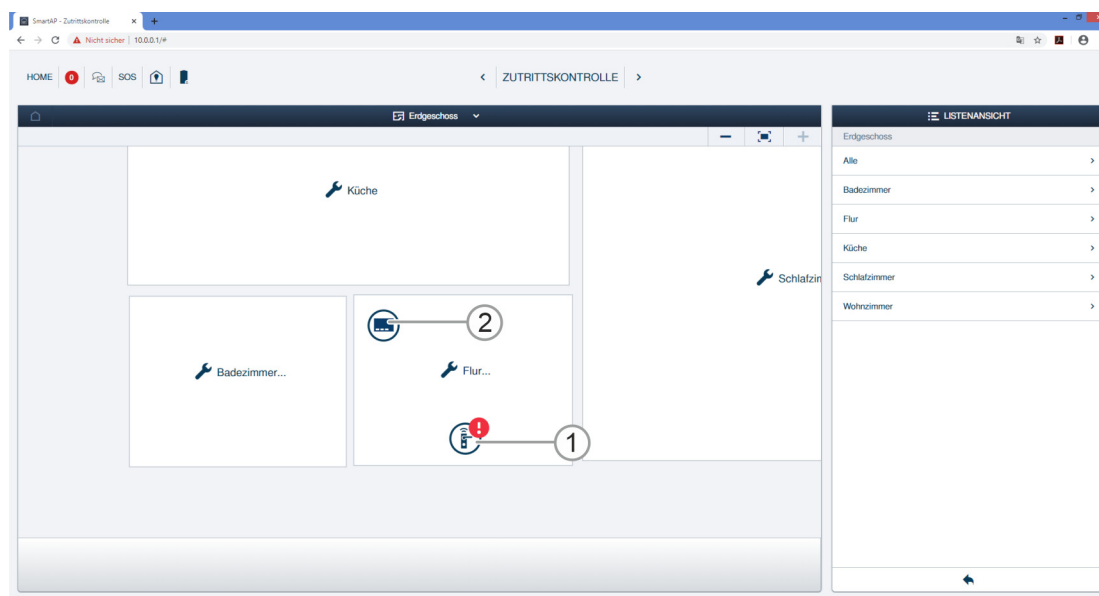 SmartAP - Zutrittskontrolle
Nicht sicher | 10.0.0.1/#
HOME 0 SOS
ZUTRITTSKONTROLLE
Erdgeschoss
LISTENANSICHT
Erdgeschoss
Alle
Badezimmer
Flur
Küche
Schlafzimmer
Wohnzimmer
Küche
Schlafzin
2
Badezimmer...
Flur...
1